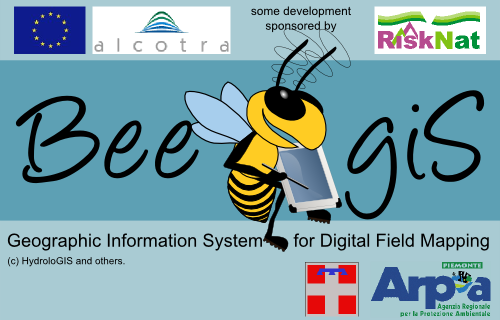 some development
sponsored by
alcotra
RiskNat
Bee giS
Geographic Information System for Digital Field Mapping
(c) HydroloGIS and others.
PIEMONTE
Arpa
Agenzia Regionale
per la Protezione Ambientale